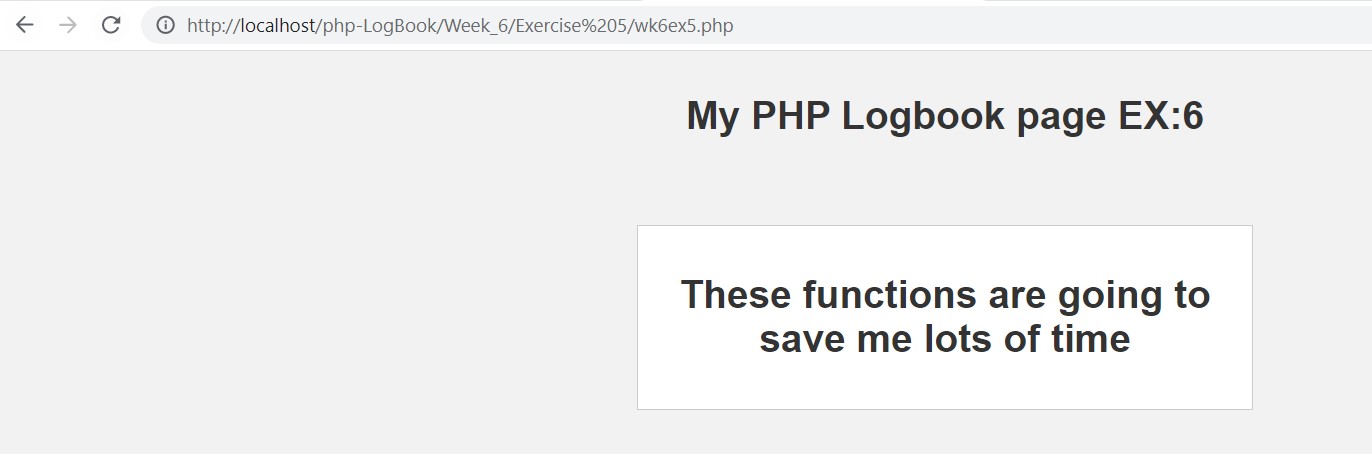 http://localhost/php-LogBook/Week_6/Exercise%205/wk6ex5.php
My PHP Logbook page EX:6
These functions are going to
save me lots of time